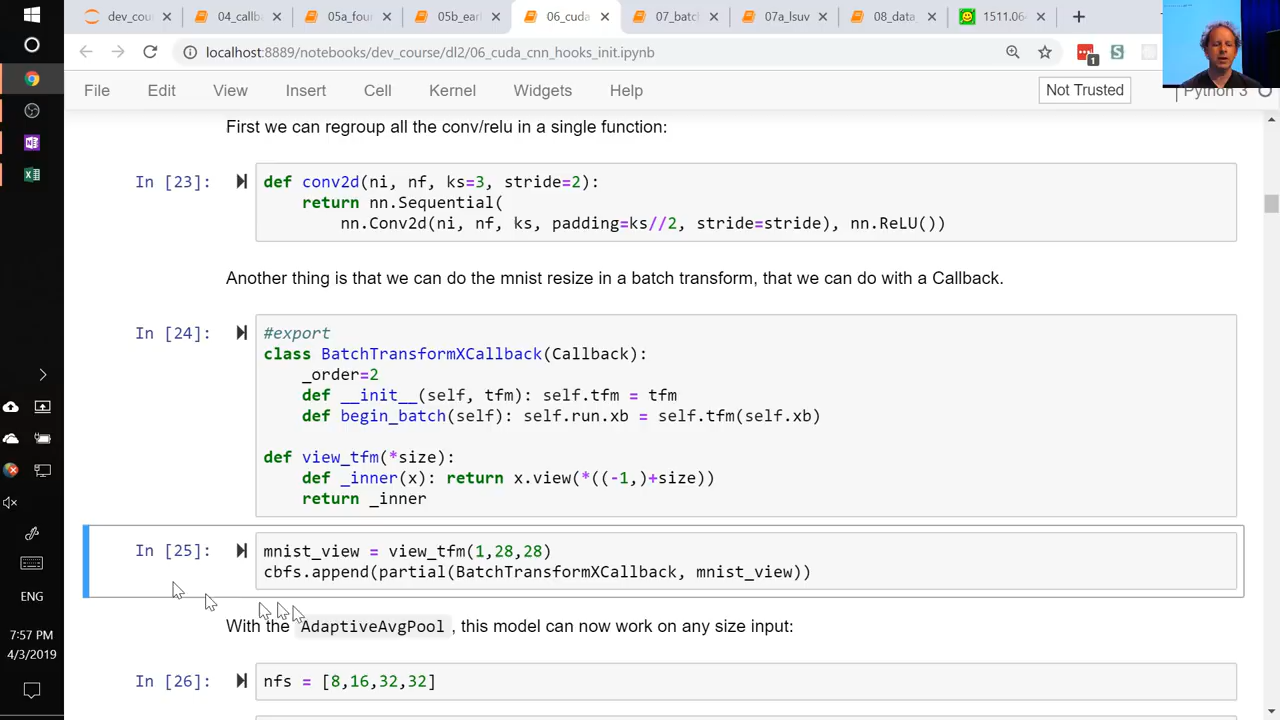 dev_cou
04_callb
05a_fou
05b_earl
06_cuda
07_batch
07a_lsuv
08_data_
1511.06
localhost:8889/notebooks/dev_course/dl2/06_cuda_cnn_hooks_init.ipynb
1
File Edit View Insert Cell Kernel Widgets Help
Not Trusted
Python 3
First we can regroup all the conv/relu in a single function:
In [23]:
def conv2d(ni, nf, ks=3, stride=2):
return nn.Sequential(
nn.Conv2d(ni, nf, ks, padding=ks//2, stride=stride), nn.ReLU())
Another thing is that we can do the mnist resize in a batch transform, that we can do with a Callback.
In [24]:
#export
class BatchTransformXCallback(Callback):
_order=2
def __init__(self, tfm): self.tfm = tfm
def begin_batch(self): self.run.xb = self.tfm(self.xb)
def view_tfm(*size):
def _inner(x): return x.view(*((-1,)+size))
return _inner
In [25]:
mnist_view = view_tfm(1,28,28)
cbfs.append(partial(BatchTransformXCallback, mnist_view))
With the AdaptiveAvgPool, this model can now work on any size input:
In [26]:
nfs = [8,16,32,32]
ENG
7:57 PM
4/3/2019